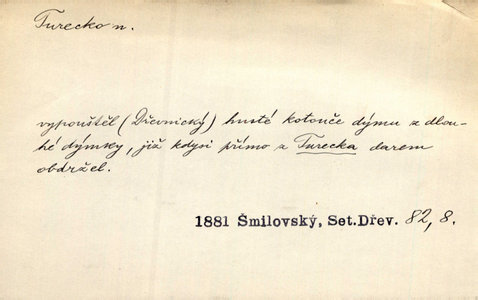 Turecko n.
vypouštěl (Dřevnický) husté kotouče dýmu z dlou-
hé dýmky, již kdysi přímo z Turecka darem
obdržel.
1881 Šmilovský, Set.Dřev. 82, 8.